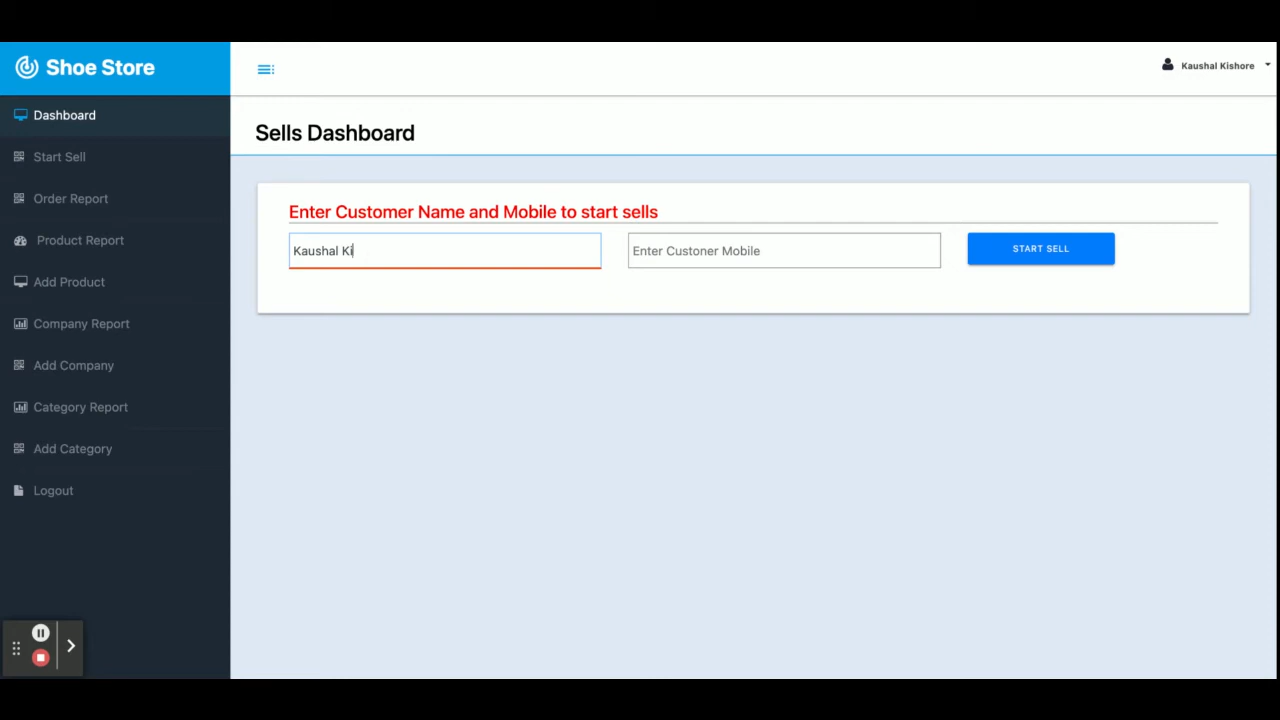 Shoe Store
Kaushal Kishore
Dashboard
Start Sell
Order Report
Product Report
Add Product
Company Report
Add Company
Category Report
Add Category
Logout
Sells Dashboard
Enter Customer Name and Mobile to start sells
Kaushal Ki
Enter Custoner Mobile
START SELL